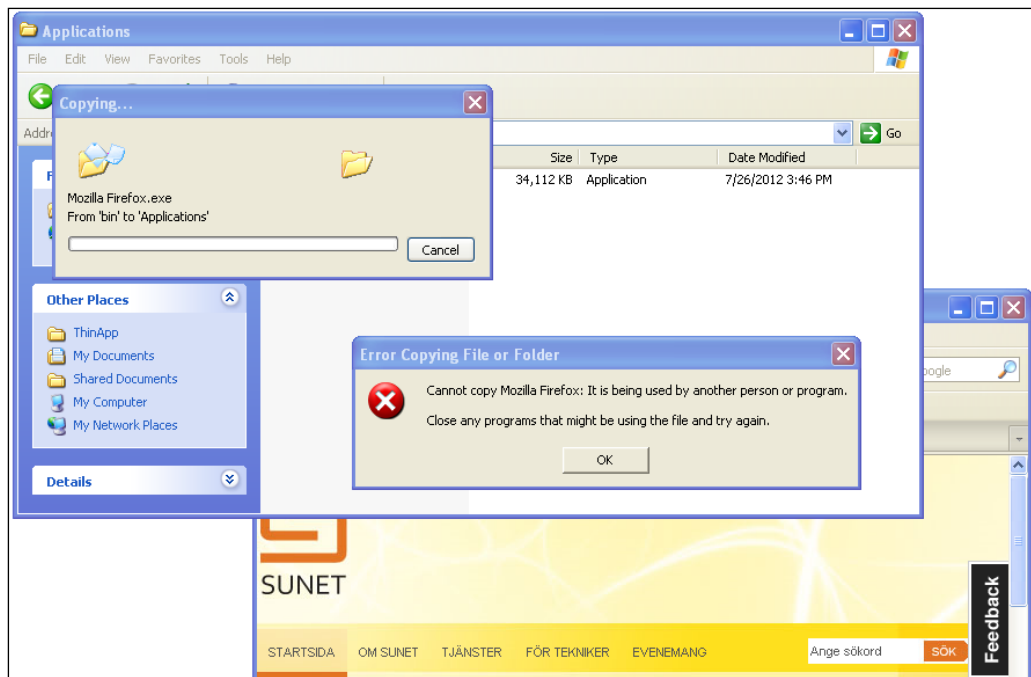 Applications
File Edit View Favorites Tools Help
Copying...
Go
Size Type Date Modified
34,112 KB Application 7/26/2012 3:46 PM
Mozilla Firefox.exe
From 'bin' to 'Applications'
Cancel
Other Places
ThinApp
My Documents
Shared Documents
My Computer
My Network Places
Details
Error Copying File or Folder
Cannot copy Mozilla Firefox: It is being used by another person or program.
Close any programs that might be using the file and try again.
OK
SUNET
Feedback
STARTSIDA OM SUNET TJÄNSTER FÖR TEKNIKER EVENEMANG Ange sökord SÖK